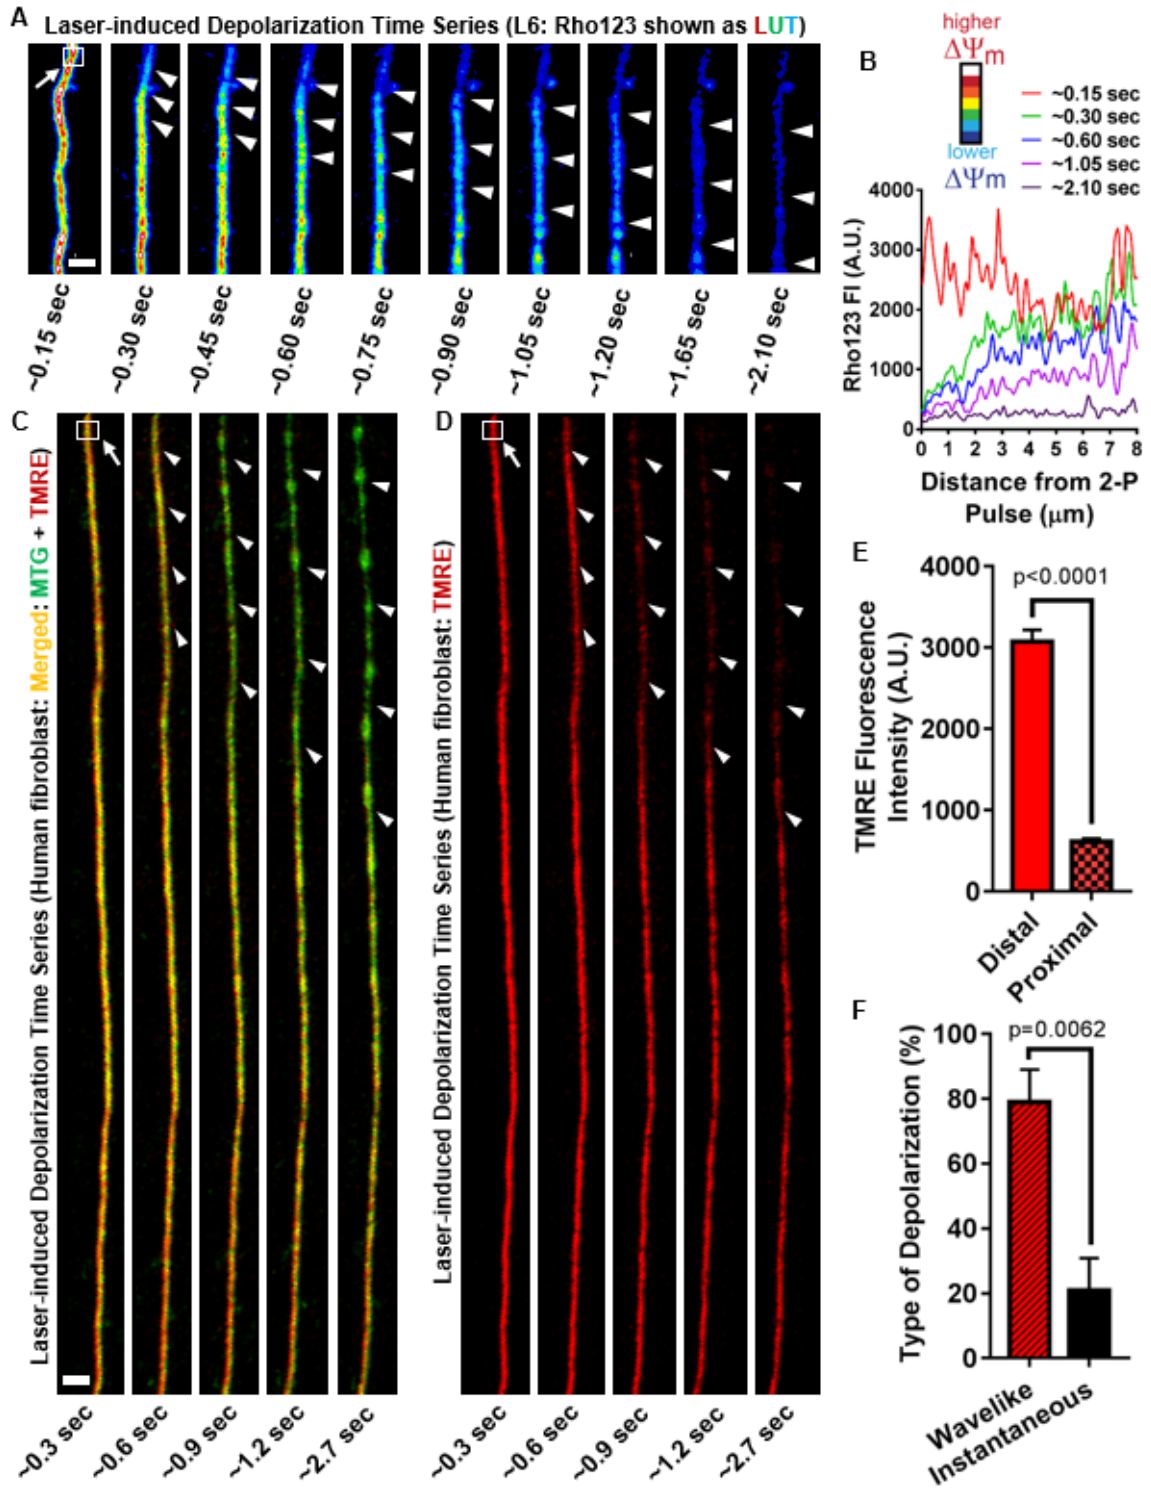 A
Laser-induced Depolarization Time Series (L6: Rho123 shown as LUT)
~0.15 sec
~0.30 sec
~0.45 sec
~0.60 sec
~0.75 sec
~0.90 sec
~1.05 sec
~1.20 sec
~1.65 sec
~2.10 sec
B
higher
ΔΨm
lower
ΔΨm
~0.15 sec
~0.30 sec
~0.60 sec
~1.05 sec
~2.10 sec
Rho123 FI (A.U.)
4000
3000
2000
1000
0
0 1 2 3 4 5 6 7 8
Distance from 2-P
Pulse (μm)
C
Laser-induced Depolarization Time Series (Human fibroblast: Merged: MTG + TMRE)
~0.3 sec
~0.6 sec
~0.9 sec
~1.2 sec
~2.7 sec
D
Laser-induced Depolarization Time Series (Human fibroblast: TMRE)
~0.3 sec
~0.6 sec
~0.9 sec
~1.2 sec
~2.7 sec
E
TMRE Fluorescence
Intensity (A.U.)
4000
3000
2000
1000
0
p<0.0001
Distal
Proximal
F
Type of Depolarization (%)
100
80
60
40
20
0
p=0.0062
Wavelike
Instantaneous